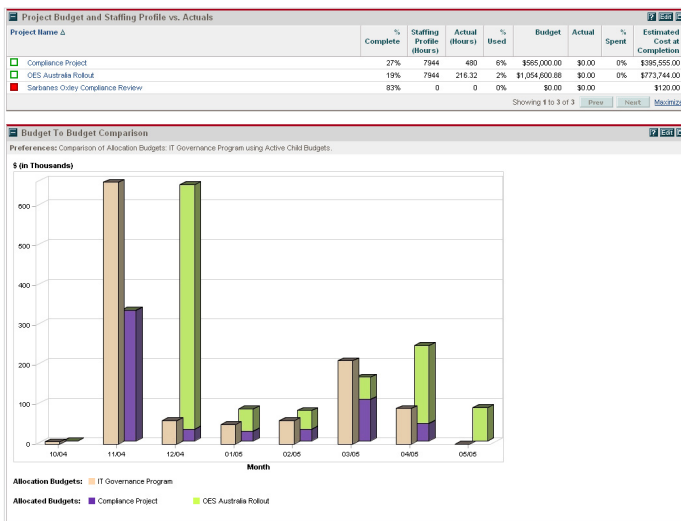 Project Budget and Staffing Profile vs. Actuals ? Edit
Project Name Δ % Complete Staffing Profile (Hours) Actual (Hours) % Used Budget Actual % Spent Estimated Cost at Completion
Compliance Project 27% 7944 480 6% $565,000.00 $0.00 0% $395,555.00
OES Australia Rollout 19% 7944 216.32 2% $1,054,600.88 $0.00 0% $773,744.00
Sarbanes Oxley Compliance Review 83% 0 0 0% $0.00 $0.00 $120.00
Showing 1 to 3 of 3 Prev Next Maximize
Budget To Budget Comparison ? Edit
Preferences: Comparison of Allocation Budgets: IT Governance Program using Active Child Budgets.
$ (in Thousands)
600
500
400
300
200
100
0
10/04 11/04 12/04 01/05 02/05 03/05 04/05 05/05
Month
Allocation Budgets: IT Governance Program
Allocated Budgets: Compliance Project OES Australia Rollout